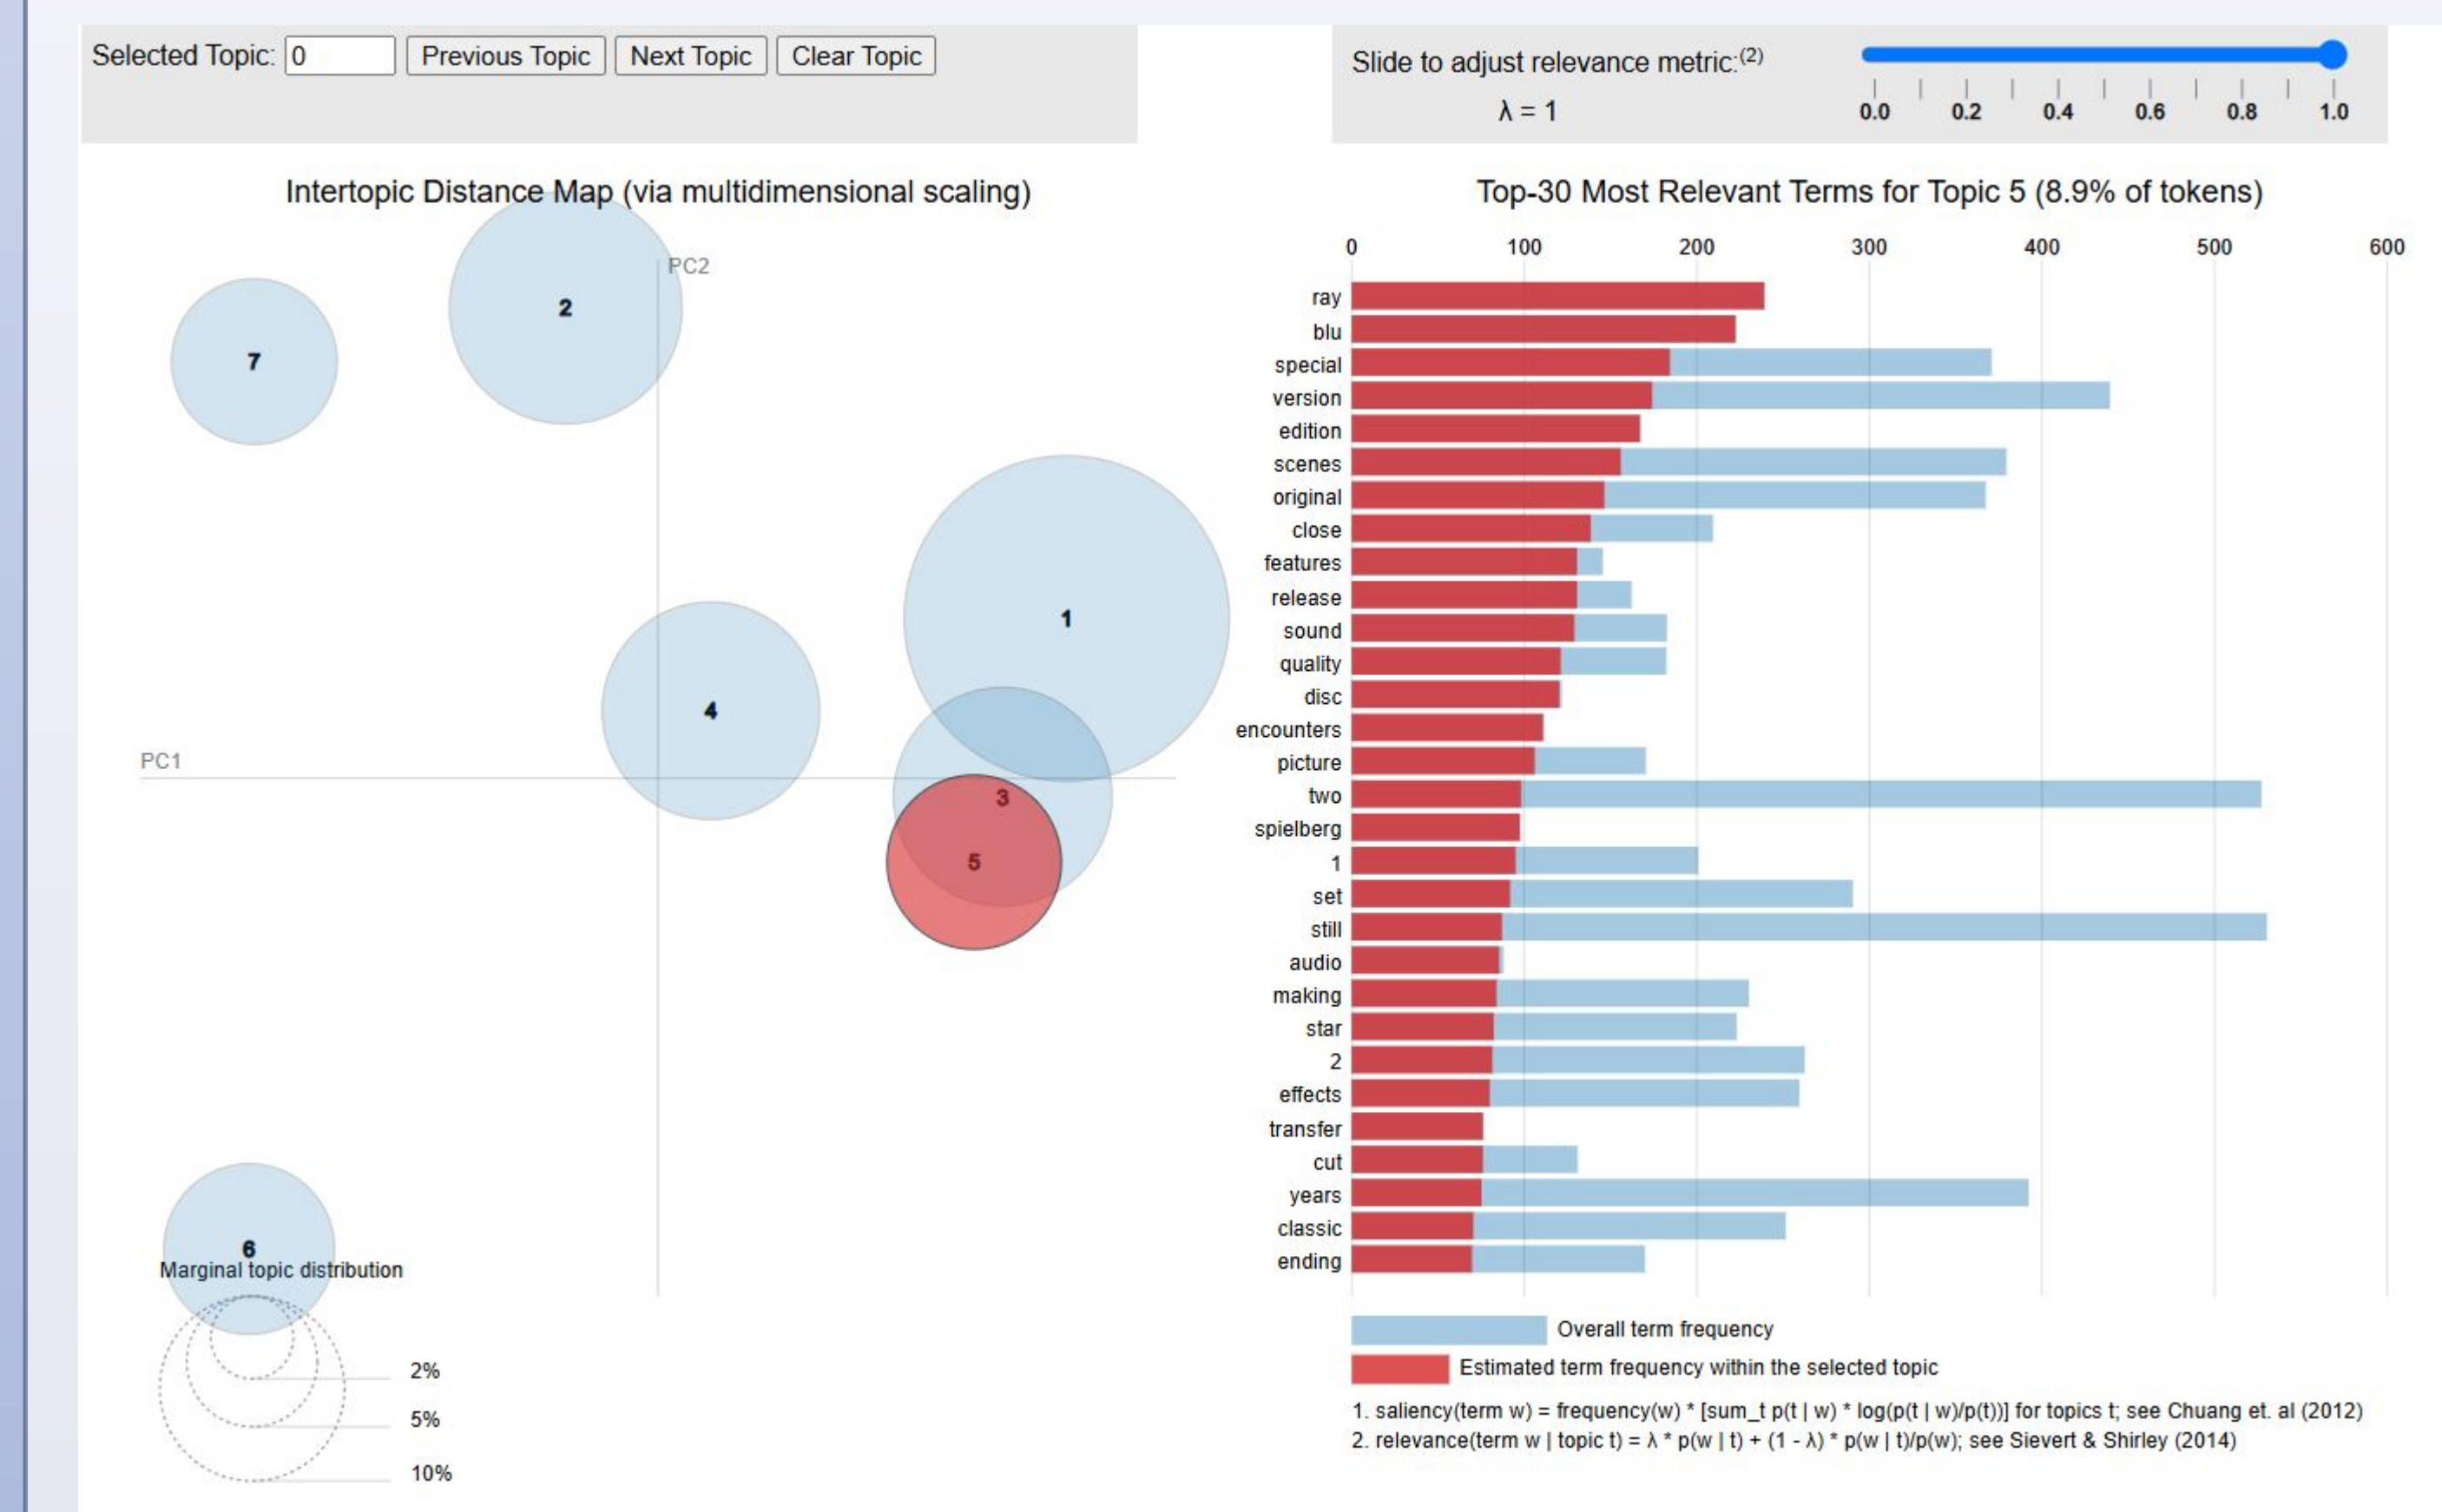 Selected Topic: 0 Previous Topic Next Topic Clear Topic
Slide to adjust relevance metric:(2)
λ = 1
0.0 0.2 0.4 0.6 0.8 1.0
Intertopic Distance Map (via multidimensional scaling)
PC2
2
7
1
4
PC1
3
5
6
Marginal topic distribution
2%
5%
10%
Top-30 Most Relevant Terms for Topic 5 (8.9% of tokens)
0 100 200 300 400 500 600
ray
blu
special
version
edition
scenes
original
close
features
release
sound
quality
disc
encounters
picture
two
spielberg
1
set
still
audio
making
star
2
effects
transfer
cut
years
classic
ending
Overall term frequency
Estimated term frequency within the selected topic
1. saliency(term w) = frequency(w) * [sum_t p(t | w) * log(p(t | w)/p(t))] for topics t; see Chuang et. al (2012)
2. relevance(term w | topic t) = λ * p(w | t) + (1 - λ) * p(w | t)/p(w); see Sievert & Shirley (2014)